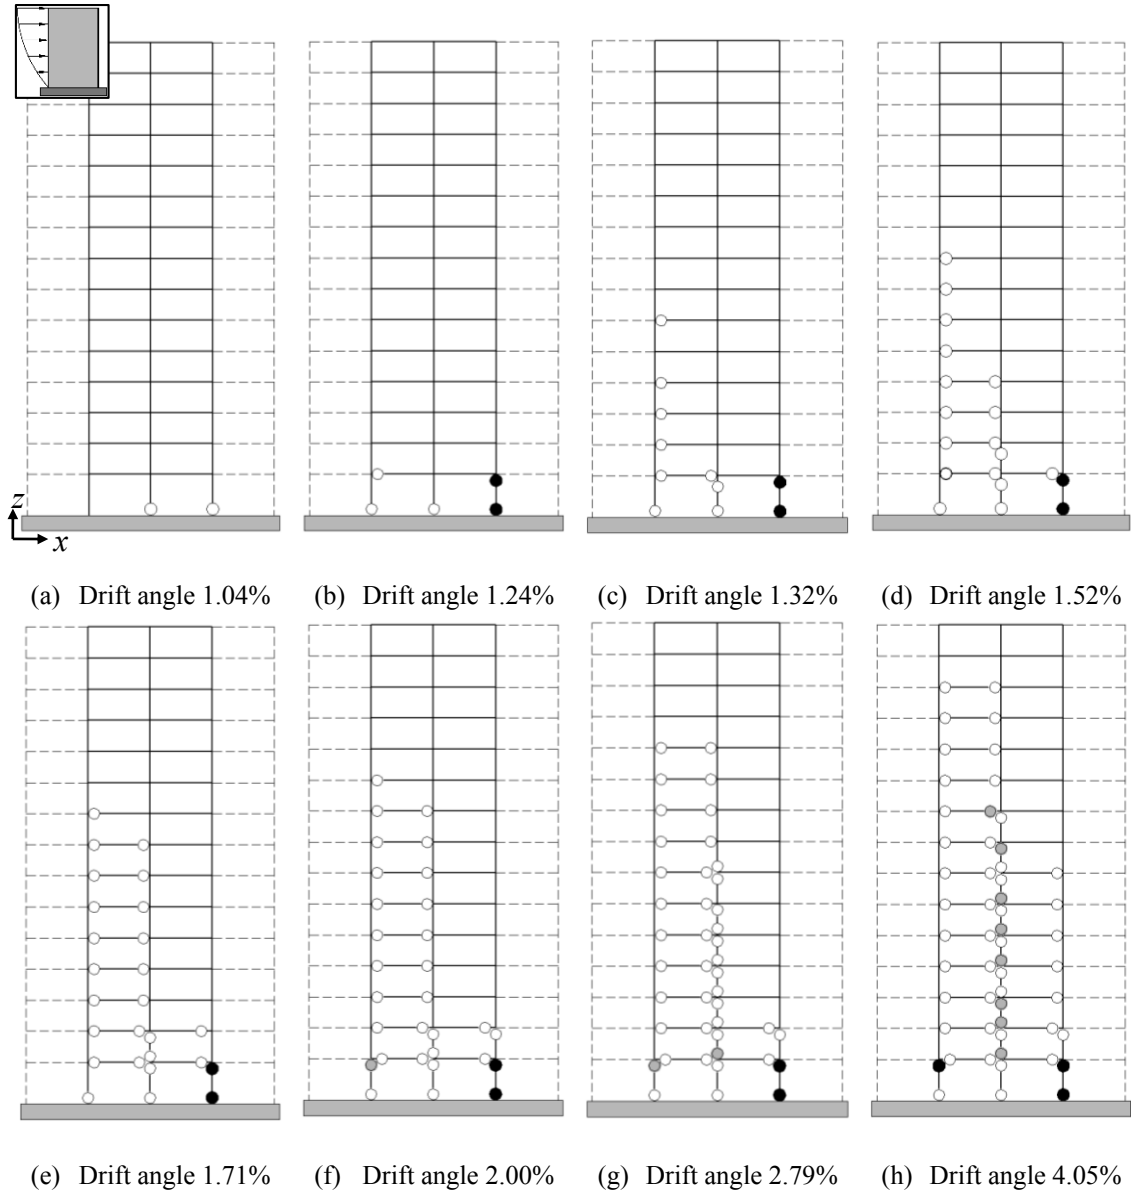 z
x
(a) Drift angle 1.04% (b) Drift angle 1.24% (c) Drift angle 1.32% (d) Drift angle 1.52%
(e) Drift angle 1.71% (f) Drift angle 2.00% (g) Drift angle 2.79% (h) Drift angle 4.05%